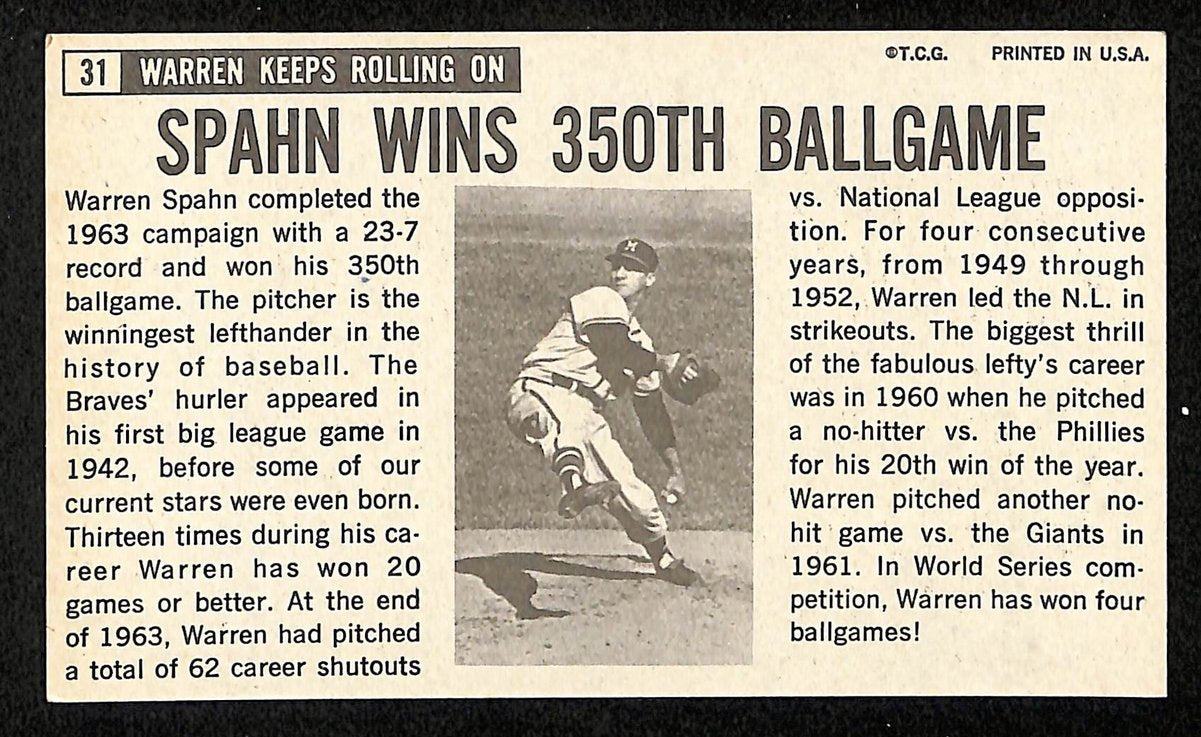 31 WARREN KEEPS ROLLING ON
©T.C.G. PRINTED IN U.S.A.
SPAHN WINS 350TH BALLGAME
Warren Spahn completed the
1963 campaign with a 23-7
record and won his 350th
ballgame. The pitcher is the
winningest lefthander in the
history of baseball. The
Braves' hurler appeared in
his first big league game in
1942, before some of our
current stars were even born.
Thirteen times during his ca-
reer Warren has won 20
games or better. At the end
of 1963, Warren had pitched
a total of 62 career shutouts
M
vs. National League opposi-
tion. For four consecutive
years, from 1949 through
1952, Warren led the N.L. in
strikeouts. The biggest thrill
of the fabulous lefty's career
was in 1960 when he pitched
a no-hitter vs. the Phillies
for his 20th win of the year.
Warren pitched another no-
hit game vs. the Giants in
1961. In World Series com-
petition, Warren has won four
ballgames!